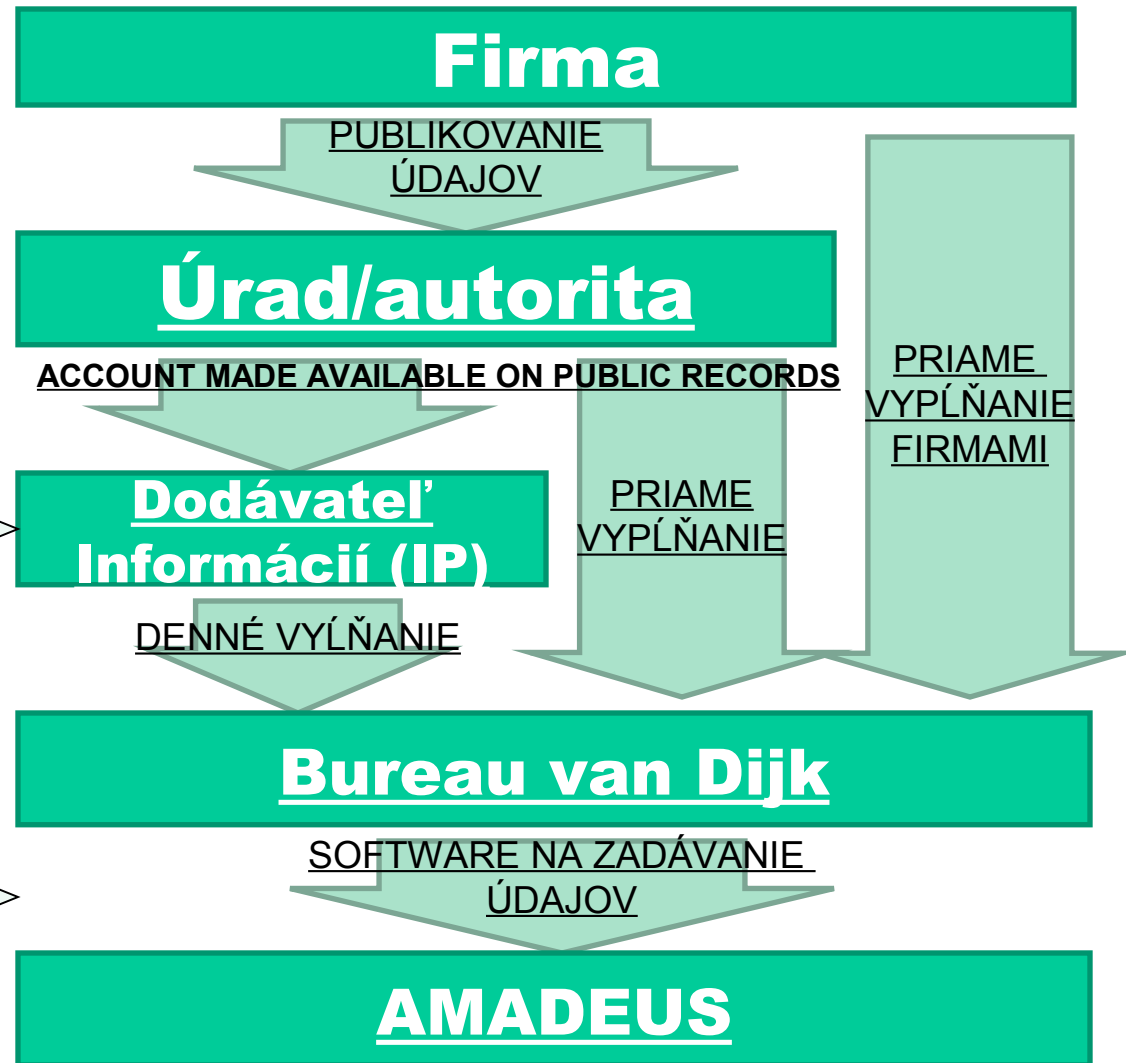 Firma
PUBLIKOVANIE
ÚDAJOV
Úrad/autorita
ACCOUNT MADE AVAILABLE ON PUBLIC RECORDS
PRIAME
VYPĹŇANIE
FIRMAMI
Dodávateľ
Informácií (IP)
PRIAME
VYPĹŇANIE
DENNÉ VYĹŇANIE
Bureau van Dijk
SOFTWARE NA ZADÁVANIE
ÚDAJOV
AMADEUS